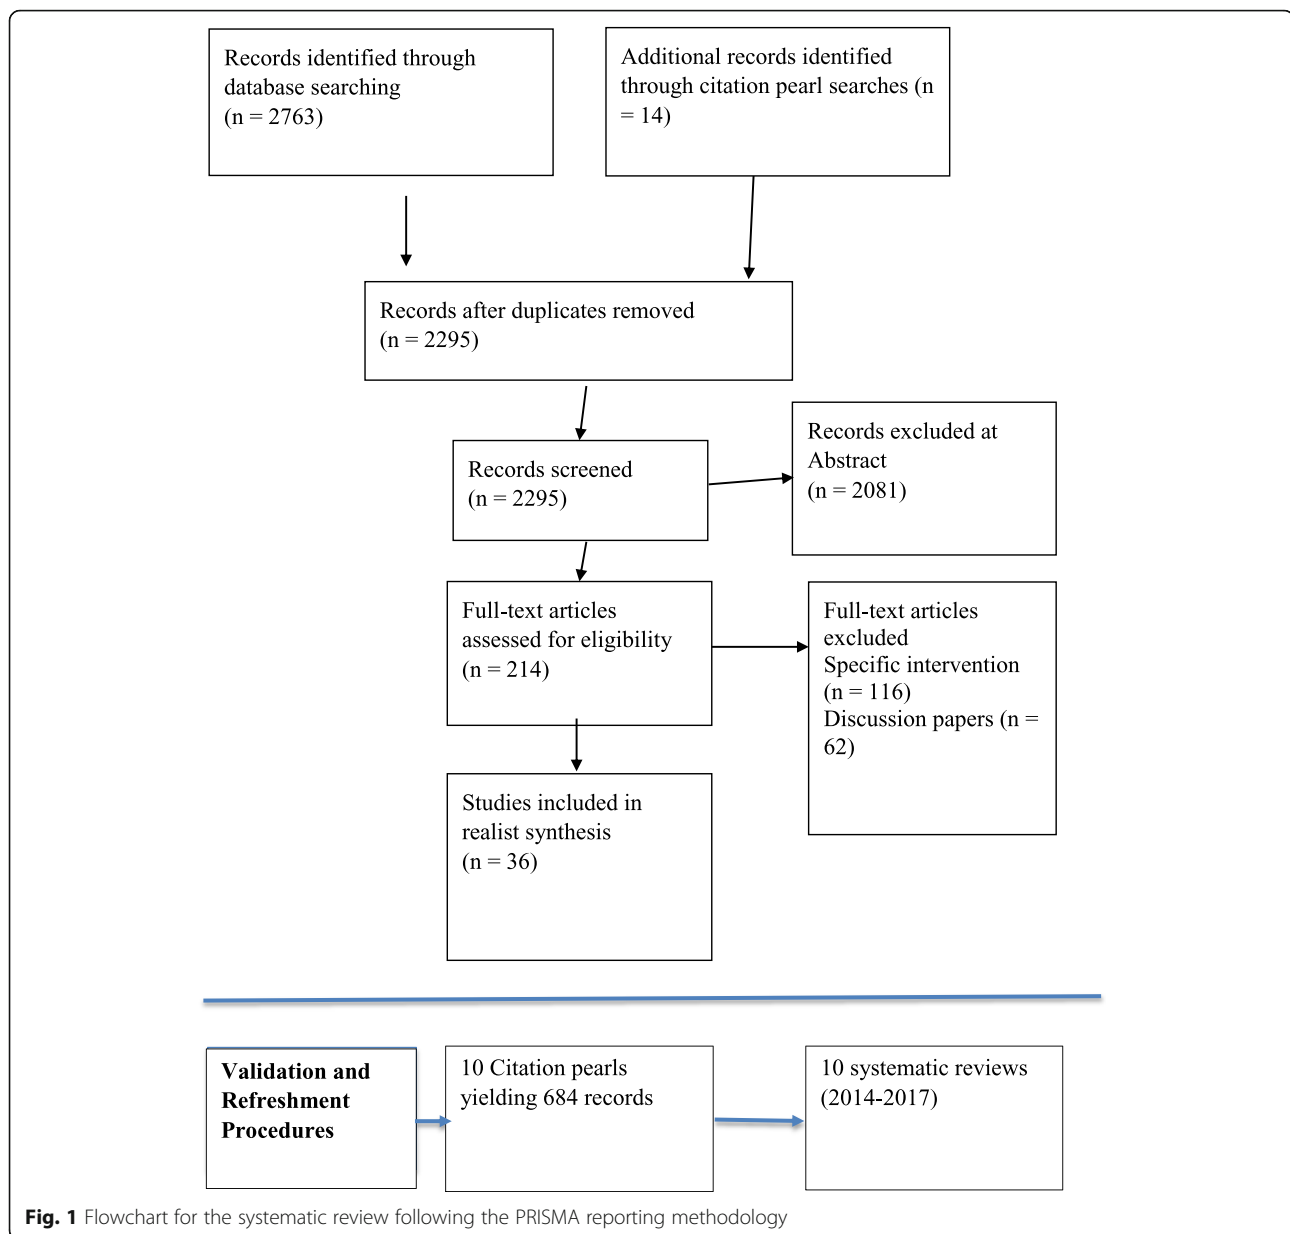 Records identified through
database searching
(n = 2763)
Additional records identified
through citation pearl searches (n
= 14)
Records after duplicates removed
(n = 2295)
Records screened
(n = 2295)
Records excluded at
Abstract
(n = 2081)
Full-text articles
assessed for eligibility
(n = 214)
Full-text articles
excluded
Specific intervention
(n = 116)
Discussion papers (n =
62)
Studies included in
realist synthesis
(n = 36)
Validation and
Refreshment
Procedures
10 Citation pearls
yielding 684 records
10 systematic reviews
(2014-2017)
Fig. 1 Flowchart for the systematic review following the PRISMA reporting methodology